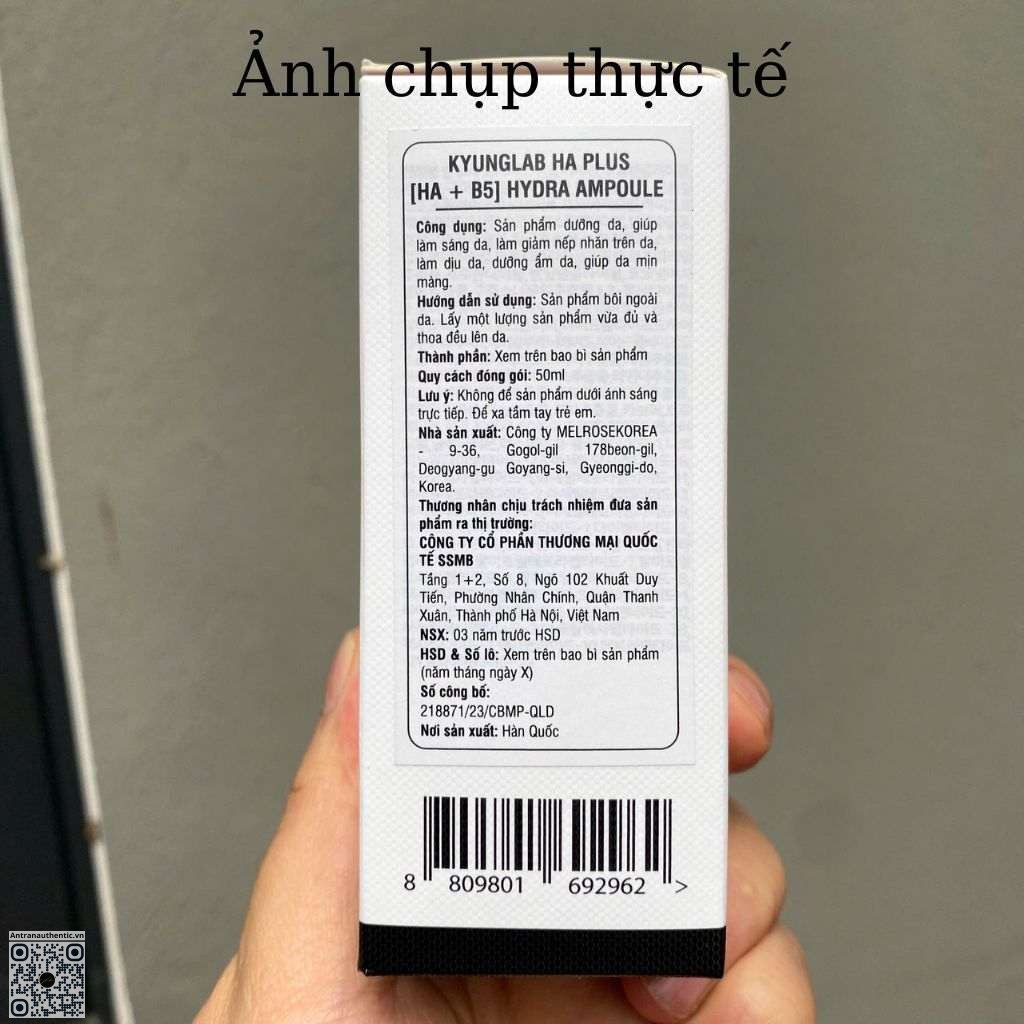 Ảnh chụp thực tế
KYUNGLAB HA PLUS
[HA + B5] HYDRA AMPOULE
Công dụng: Sản phẩm dưỡng da, giúp
làm sáng da, làm giảm nếp nhăn trên da,
làm dịu da, dưỡng ẩm da, giúp da mịn
màng.
Hướng dẫn sử dụng: Sản phẩm bôi ngoài
da. Lấy một lượng sản phẩm vừa đủ và
thoa đều lên da.
Thành phần: Xem trên bao bì sản phẩm
Quy cách đóng gói: 50ml
Lưu ý: Không để sản phẩm dưới ánh sáng
trực tiếp. Để xa tầm tay trẻ em.
Nhà sản xuất: Công ty MELROSEKOREA
- 9-36, Gogol-gil 178beon-gil,
Deogyang-gu Goyang-si, Gyeonggi-do,
Korea.
Thương nhân chịu trách nhiệm đưa sản
phẩm ra thị trường:
CÔNG TY CỔ PHẦN THƯƠNG MẠI QUỐC
TẾ SSMB
Tầng 1+2, Số 8, Ngõ 102 Khuất Duy
Tiến, Phường Nhân Chính, Quận Thanh
Xuân, Thành phố Hà Nội, Việt Nam
NSX: 03 năm trước HSD
HSD & Số lô: Xem trên bao bì sản phẩm
(năm tháng ngày X)
Số công bố:
218871/23/CBMP-QLD
Nơi sản xuất: Hàn Quốc
8 809801 692962 >
Antranauthentic.vn